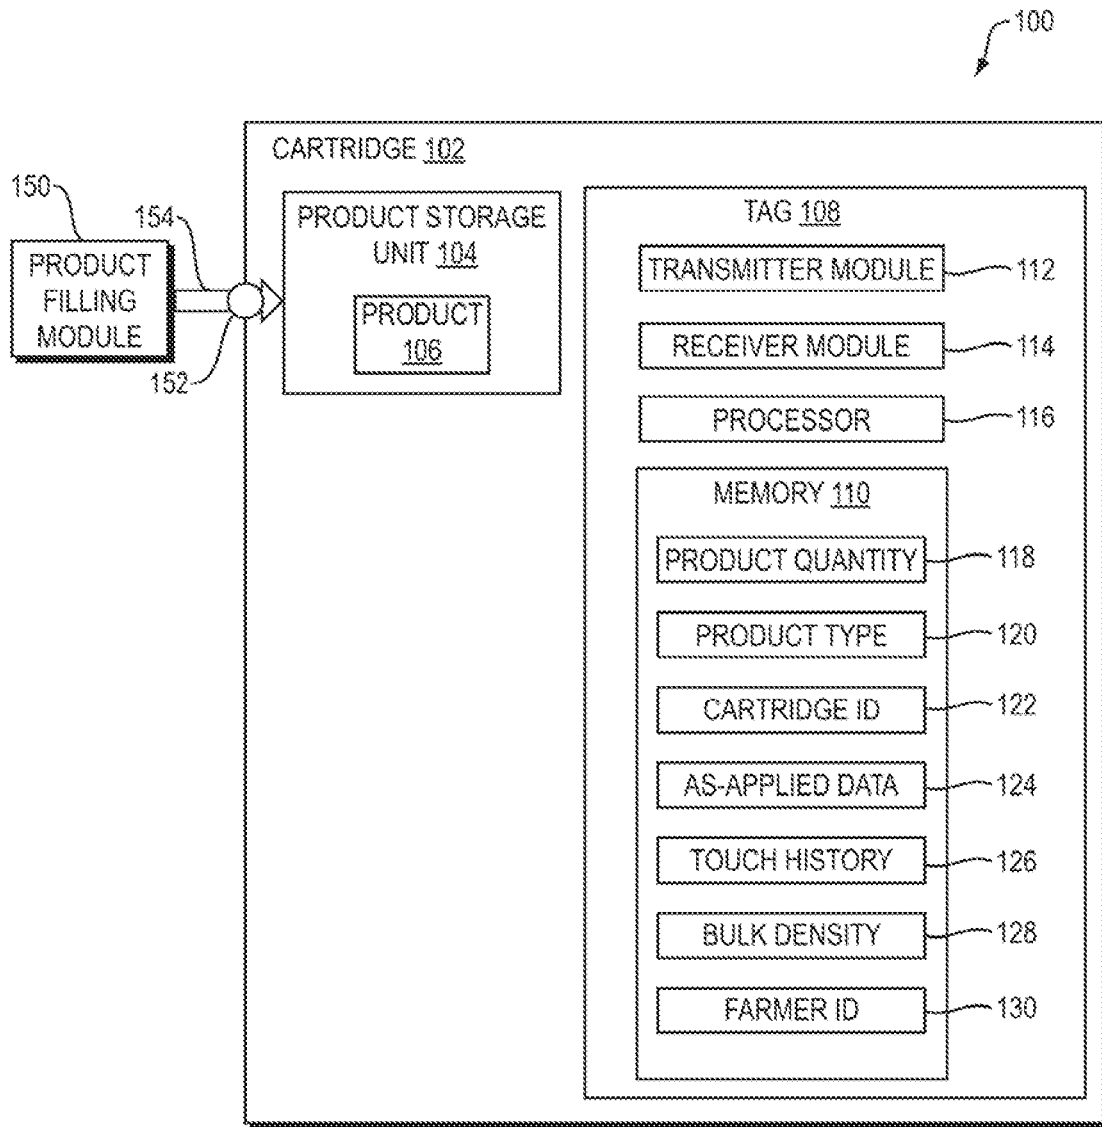 100
CARTRIDGE 102
150
154
PRODUCT STORAGE
UNIT 104
TAG 108
PRODUCT
FILLING
MODULE
TRANSMITTER MODULE
112
PRODUCT
106
RECEIVER MODULE
114
152
PROCESSOR
116
MEMORY 110
PRODUCT QUANTITY
118
PRODUCT TYPE
120
CARTRIDGE ID
122
AS-APPLIED DATA
124
TOUCH HISTORY
126
BULK DENSITY
128
FARMER ID
130